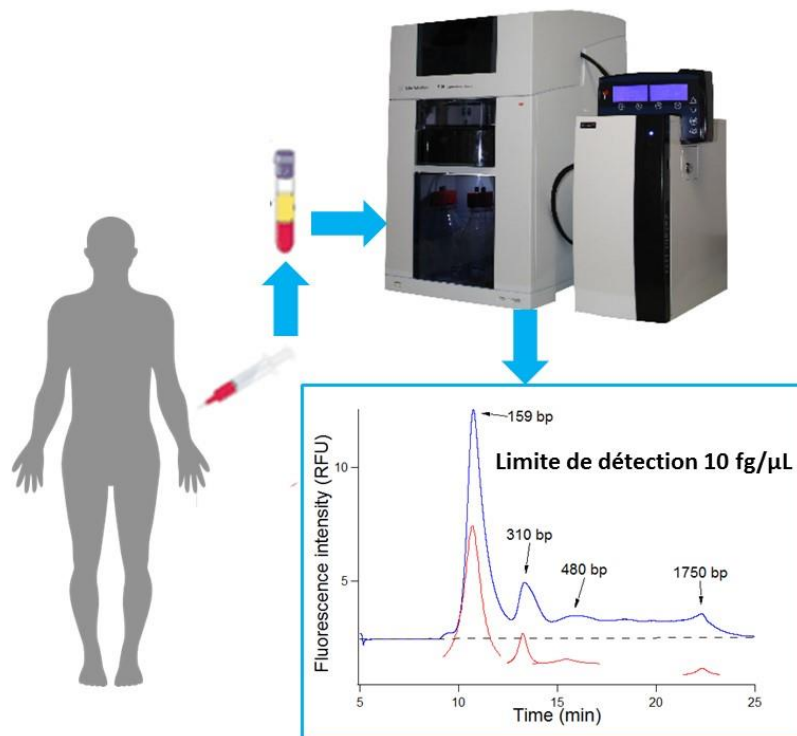 159 bp
Limite de détection 10 fg/µL
310 bp
480 bp
1750 bp
Fluorescence intensity (RFU)
10
5
5
10
15
20
25
Time (min)